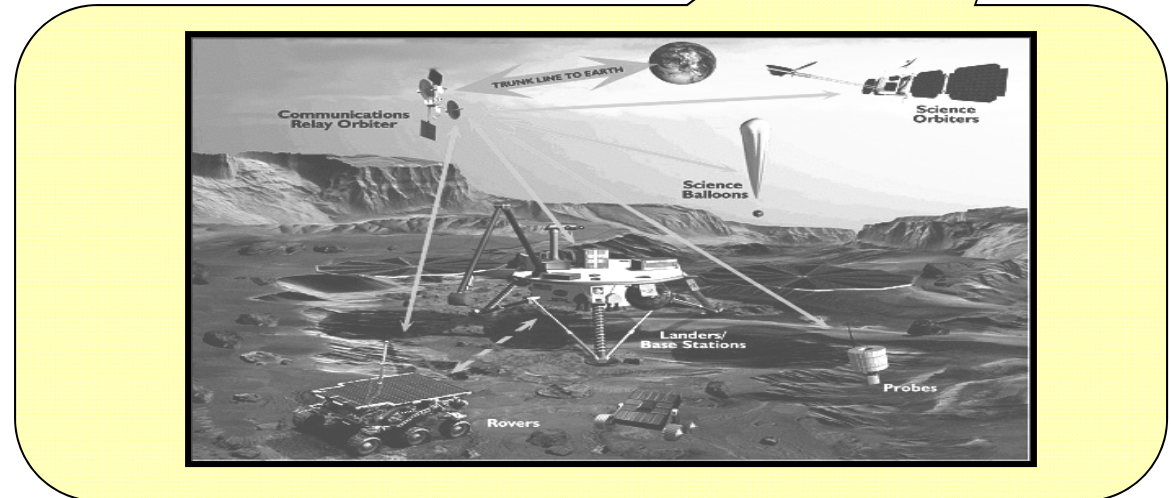 TRUNK LINE TO EARTH
Communications
Relay Orbiter
Science
Orbiters
Science
Balloons
Landers/
Base Stations
Probes
Rovers